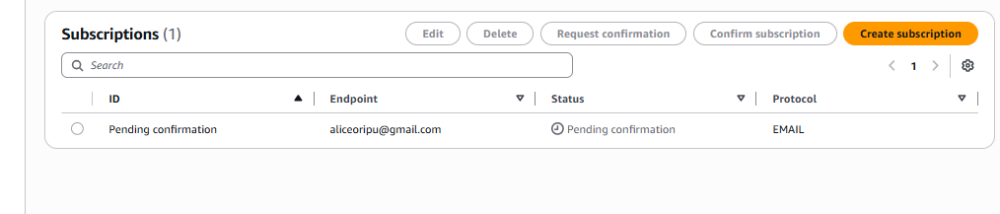 Subscriptions (1)
Edit
Delete
Request confirmation
Confirm subscription
Create subscription
Search
1
ID Endpoint Status Protocol
Pending confirmation aliceoripu@gmail.com Pending confirmation EMAIL